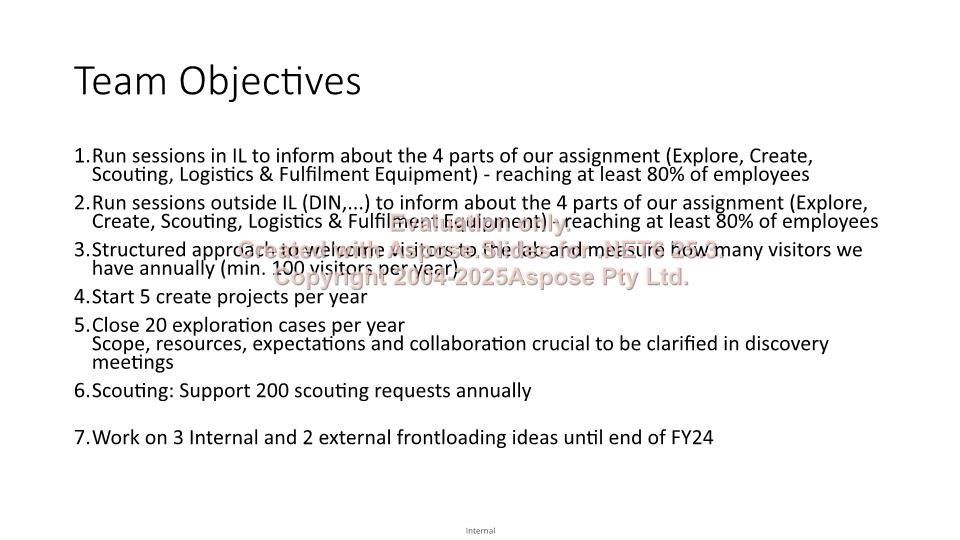 Team Objectives
1.Run sessions in IL to inform about the 4 parts of our assignment (Explore, Create,
Scouting, Logistics & Fulfilment Equipment) - reaching at least 80% of employees
2.Run sessions outside IL (DIN,...) to inform about the 4 parts of our assignment (Explore,
Create, Scouting, Logistics & Fulfilment Equipment) - reaching at least 80% of employees
Evaluation only.
3.Structured approach to welcome visitors to the lab and measure how many visitors we
Created with Aspose.Slides for .NET6 25.3.
have annually (min. 100 visitors per year)
Copyright 2004-2025Aspose Pty Ltd.
4.Start 5 create projects per year
5.Close 20 exploration cases per year
Scope, resources, expectations and collaboration crucial to be clarified in discovery
meetings
6.Scouting: Support 200 scouting requests annually
7.Work on 3 Internal and 2 external frontloading ideas until end of FY24
Internal